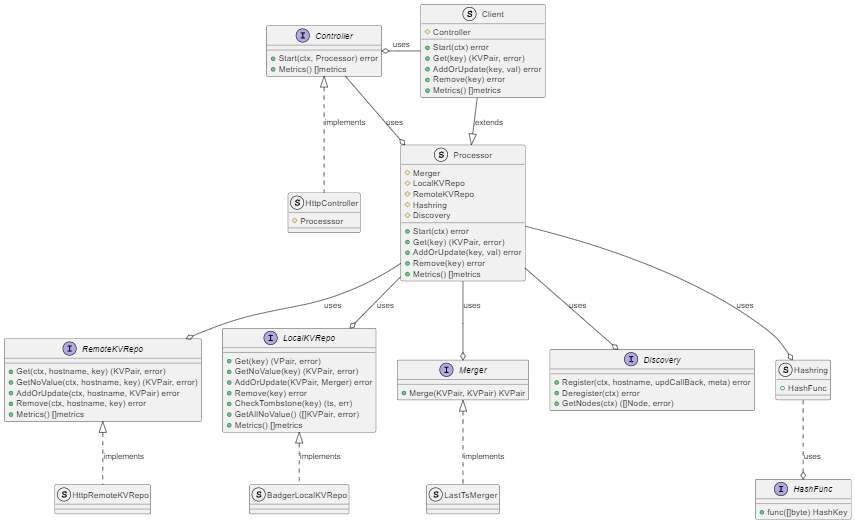 S Client
Controller
Start(ctx) error
Get(key) (KVPair, error)
AddOrUpdate(key, val) error
Remove(key) error
Metrics() []metrics
I Controller
Start(ctx, Processor) error
Metrics() []metrics
uses
implements
uses
extends
S Processor
Merger
LocalKVRepo
RemoteKVRepo
Hashring
Discovery
Start(ctx) error
Get(key) (KVPair, error)
AddOrUpdate(key, val) error
Remove(key) error
Metrics() []metrics
S HttpController
Processsor
uses
uses
uses
uses
uses
I RemoteKVRepo
Get(ctx, hostname, key) (KVPair, error)
GetNoValue(ctx, hostname, key) (KVPair, error)
AddOrUpdate(ctx, hostname, KVPair) error
Remove(ctx, hostname, key) error
Metrics() []metrics
I LocalKVRepo
Get(key) (VPair, error)
GetNoValue(key) (KVPair, error)
AddOrUpdate(KVPair, Merger) error
Remove(key) error
CheckTombstone(key) (ts, err)
GetAllNoValue() ([]KVPair, error)
Metrics() []metrics
I Merger
Merge(KVPair, KVPair) KVPair
I Discovery
Register(ctx, hostname, updCallBack, meta) error
Deregister(ctx) error
GetNodes(ctx) ([]Node, error)
S Hashring
HashFunc
implements
implements
implements
uses
S HttpRemoteKVRepo
S BadgerLocalKVRepo
S LastTsMerger
I HashFunc
func([]byte) HashKey